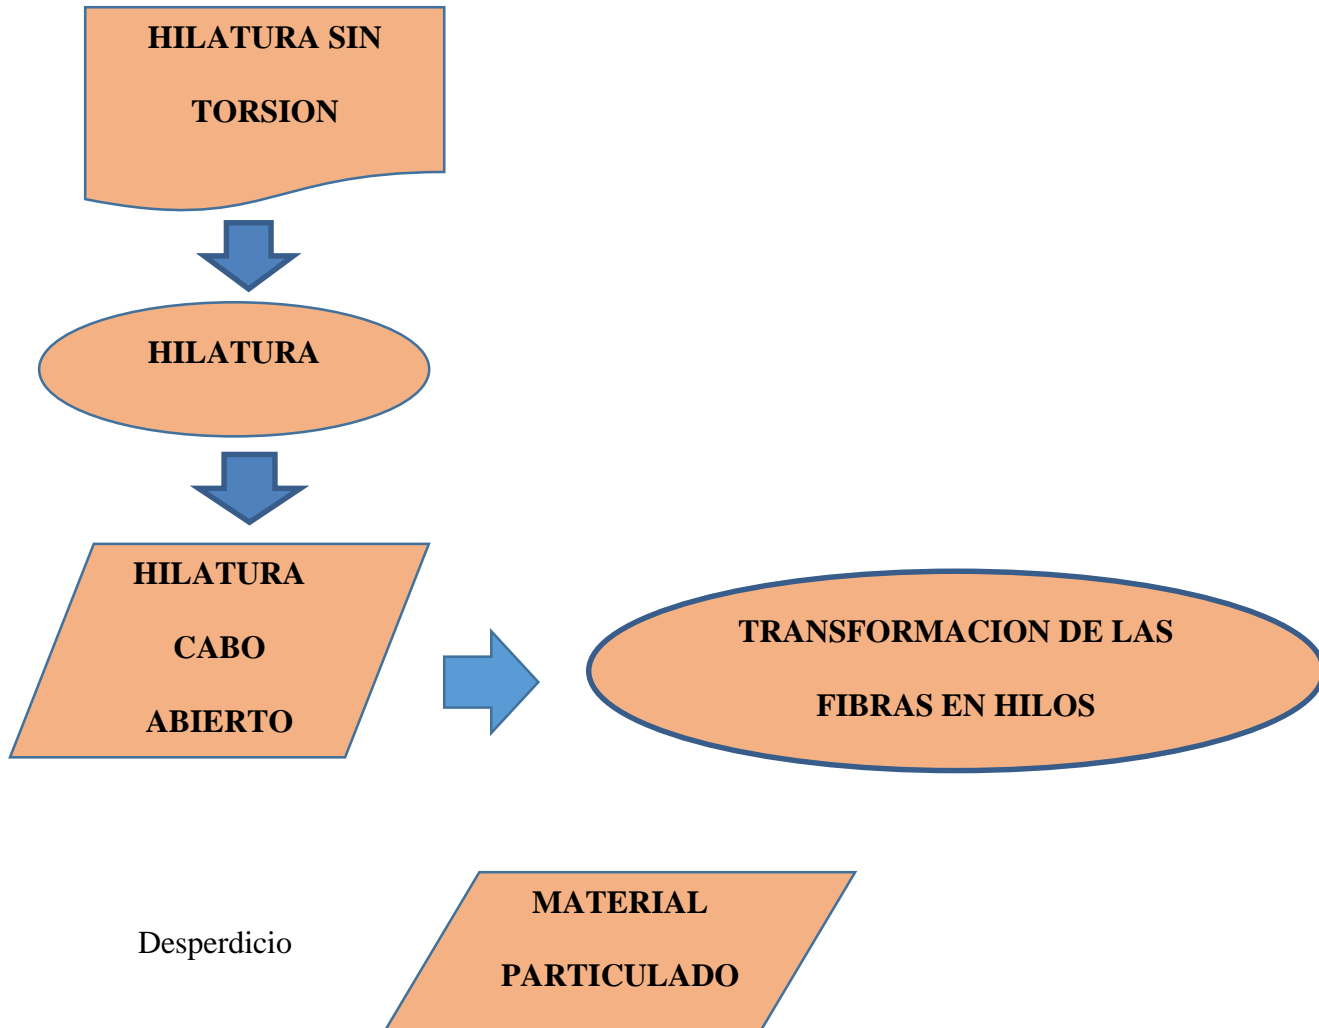 HILATURA SIN
TORSION
HILATURA
HILATURA
CABO
ABIERTO
TRANSFORMACION DE LAS
FIBRAS EN HILOS
Desperdicio
MATERIAL
PARTICULADO